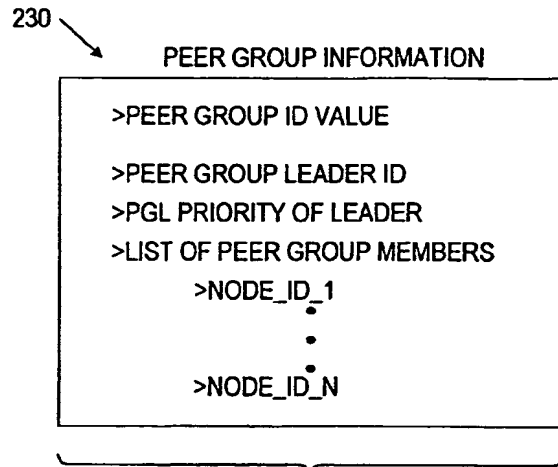 230
PEER GROUP INFORMATION
>PEER GROUP ID VALUE
>PEER GROUP LEADER ID
>PGL PRIORITY OF LEADER
>LIST OF PEER GROUP MEMBERS
>NODE_ID_1
>NODE_ID_N